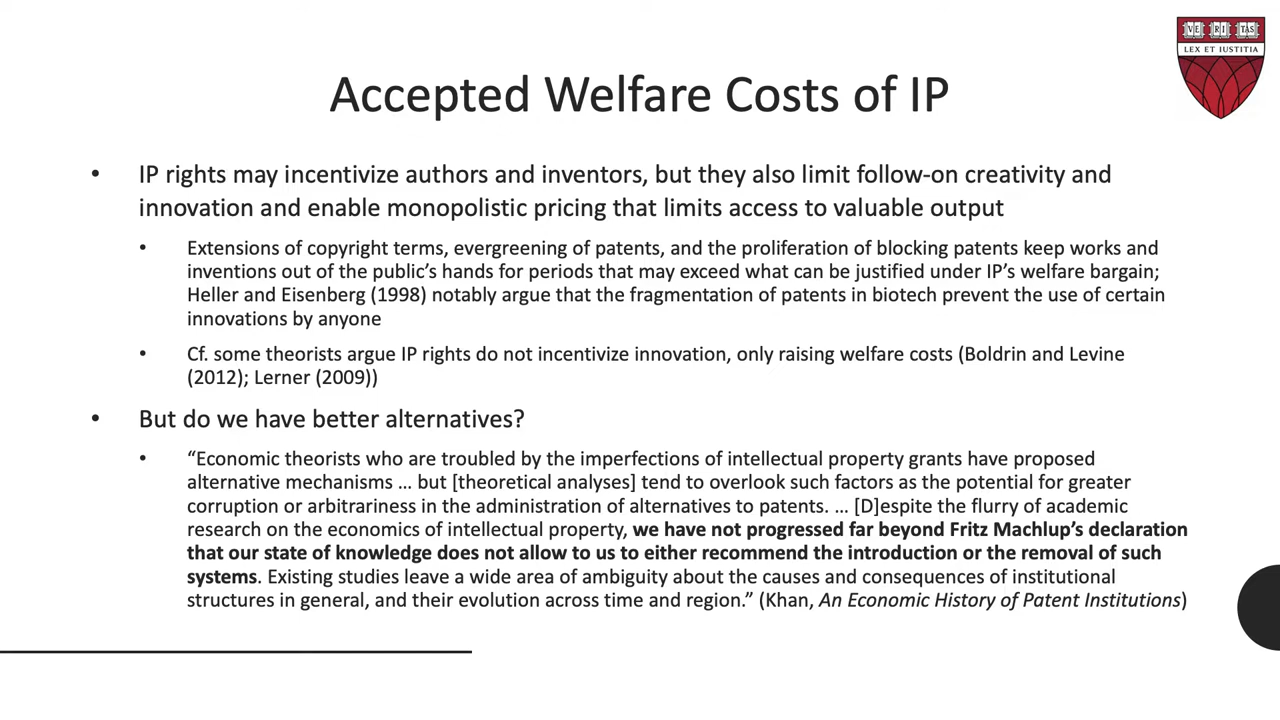 VE RI TAS
LEX ET IUSTITIA
Accepted Welfare Costs of IP
• IP rights may incentivize authors and inventors, but they also limit follow-on creativity and
innovation and enable monopolistic pricing that limits access to valuable output
• Extensions of copyright terms, evergreening of patents, and the proliferation of blocking patents keep works and
inventions out of the public’s hands for periods that may exceed what can be justified under IP’s welfare bargain;
Heller and Eisenberg (1998) notably argue that the fragmentation of patents in biotech prevent the use of certain
innovations by anyone
• Cf. some theorists argue IP rights do not incentivize innovation, only raising welfare costs (Boldrin and Levine
(2012); Lerner (2009))
• But do we have better alternatives?
• “Economic theorists who are troubled by the imperfections of intellectual property grants have proposed
alternative mechanisms … but [theoretical analyses] tend to overlook such factors as the potential for greater
corruption or arbitrariness in the administration of alternatives to patents. … [D]espite the flurry of academic
research on the economics of intellectual property, we have not progressed far beyond Fritz Machlup’s declaration
that our state of knowledge does not allow to us to either recommend the introduction or the removal of such
systems. Existing studies leave a wide area of ambiguity about the causes and consequences of institutional
structures in general, and their evolution across time and region.” (Khan, An Economic History of Patent Institutions)